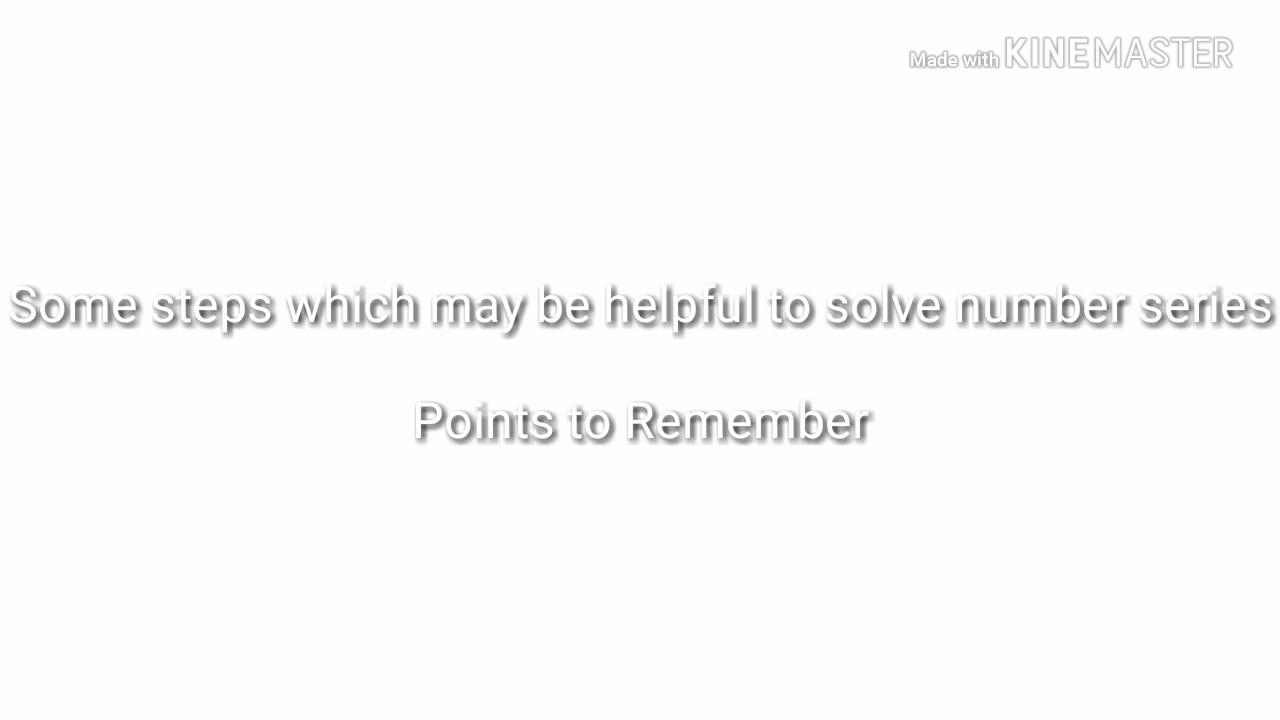 Made with KINEMASTER
Some steps which may be helpful to solve number series
Points to Remember